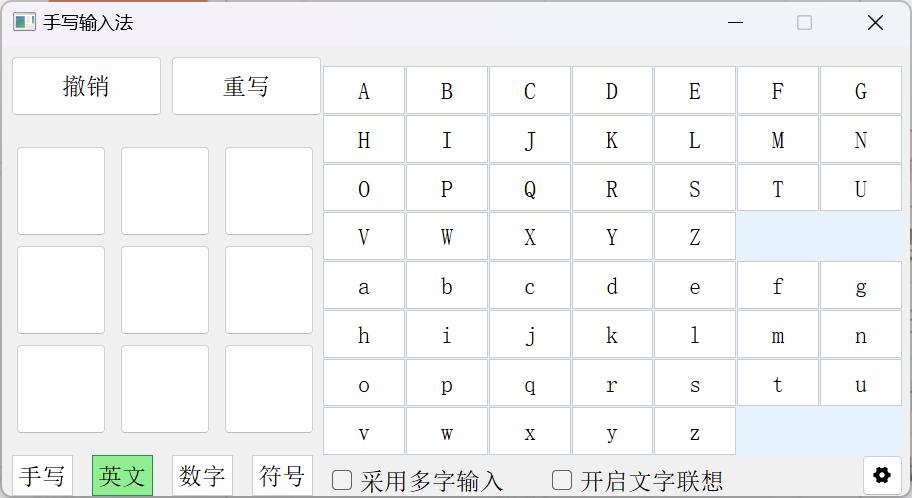 手写输入法
撤销 重写
A B C D E F G
H I J K L M N
O P Q R S T U
V W X Y Z
a b c d e f g
h i j k l m n
o p q r s t u
v w x y z
手写 英文 数字 符号 采用多字输入 开启文字联想